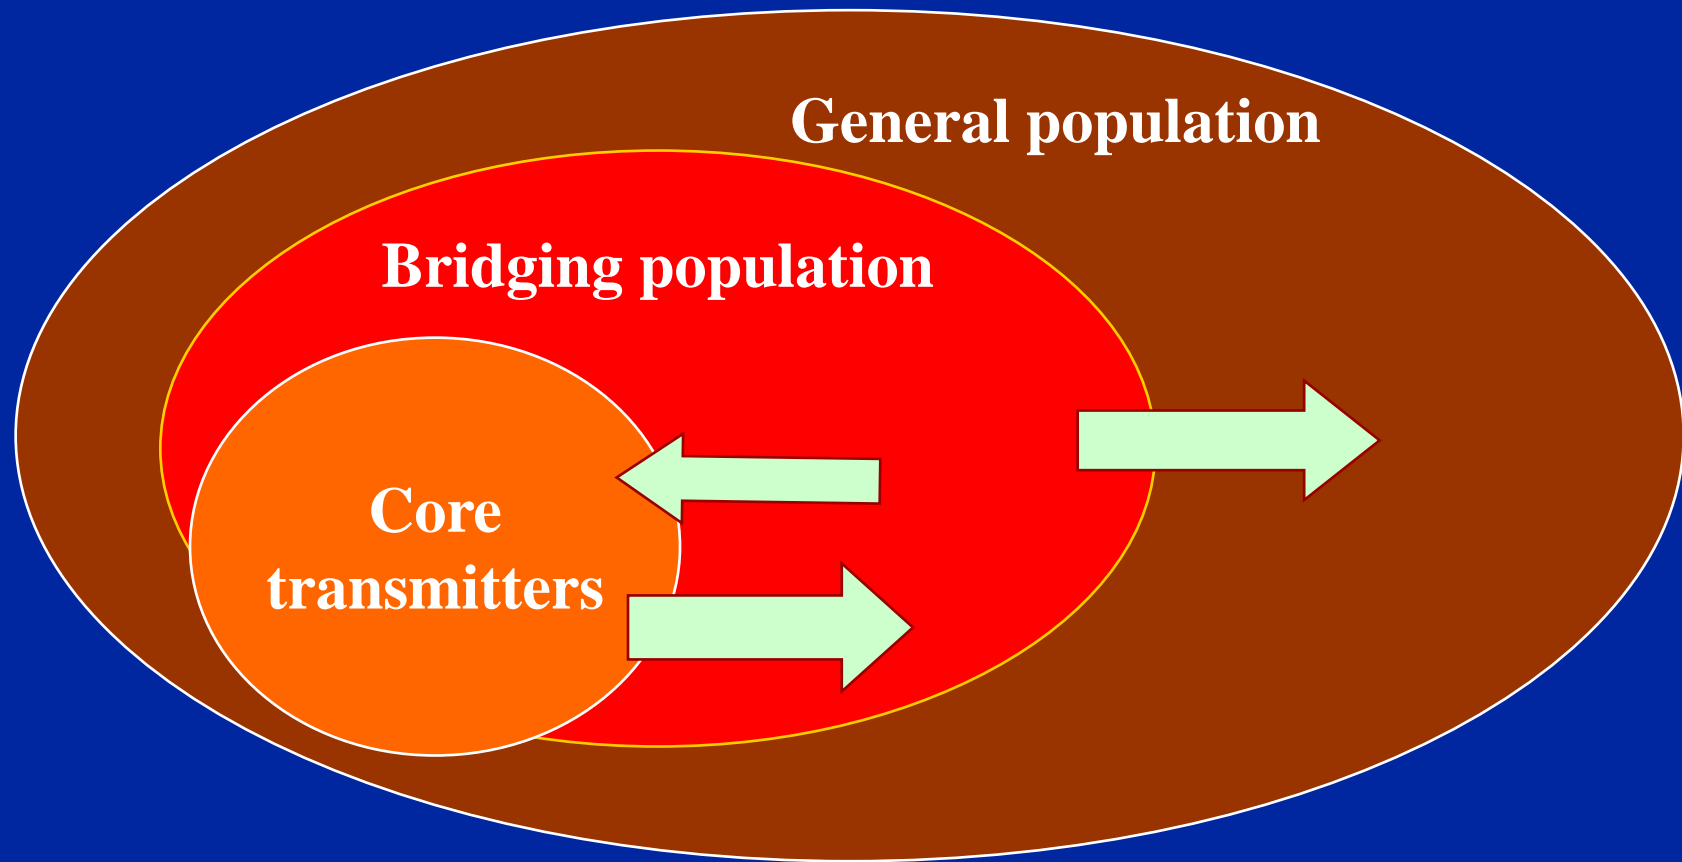 General population
Bridging population
Core
transmitters